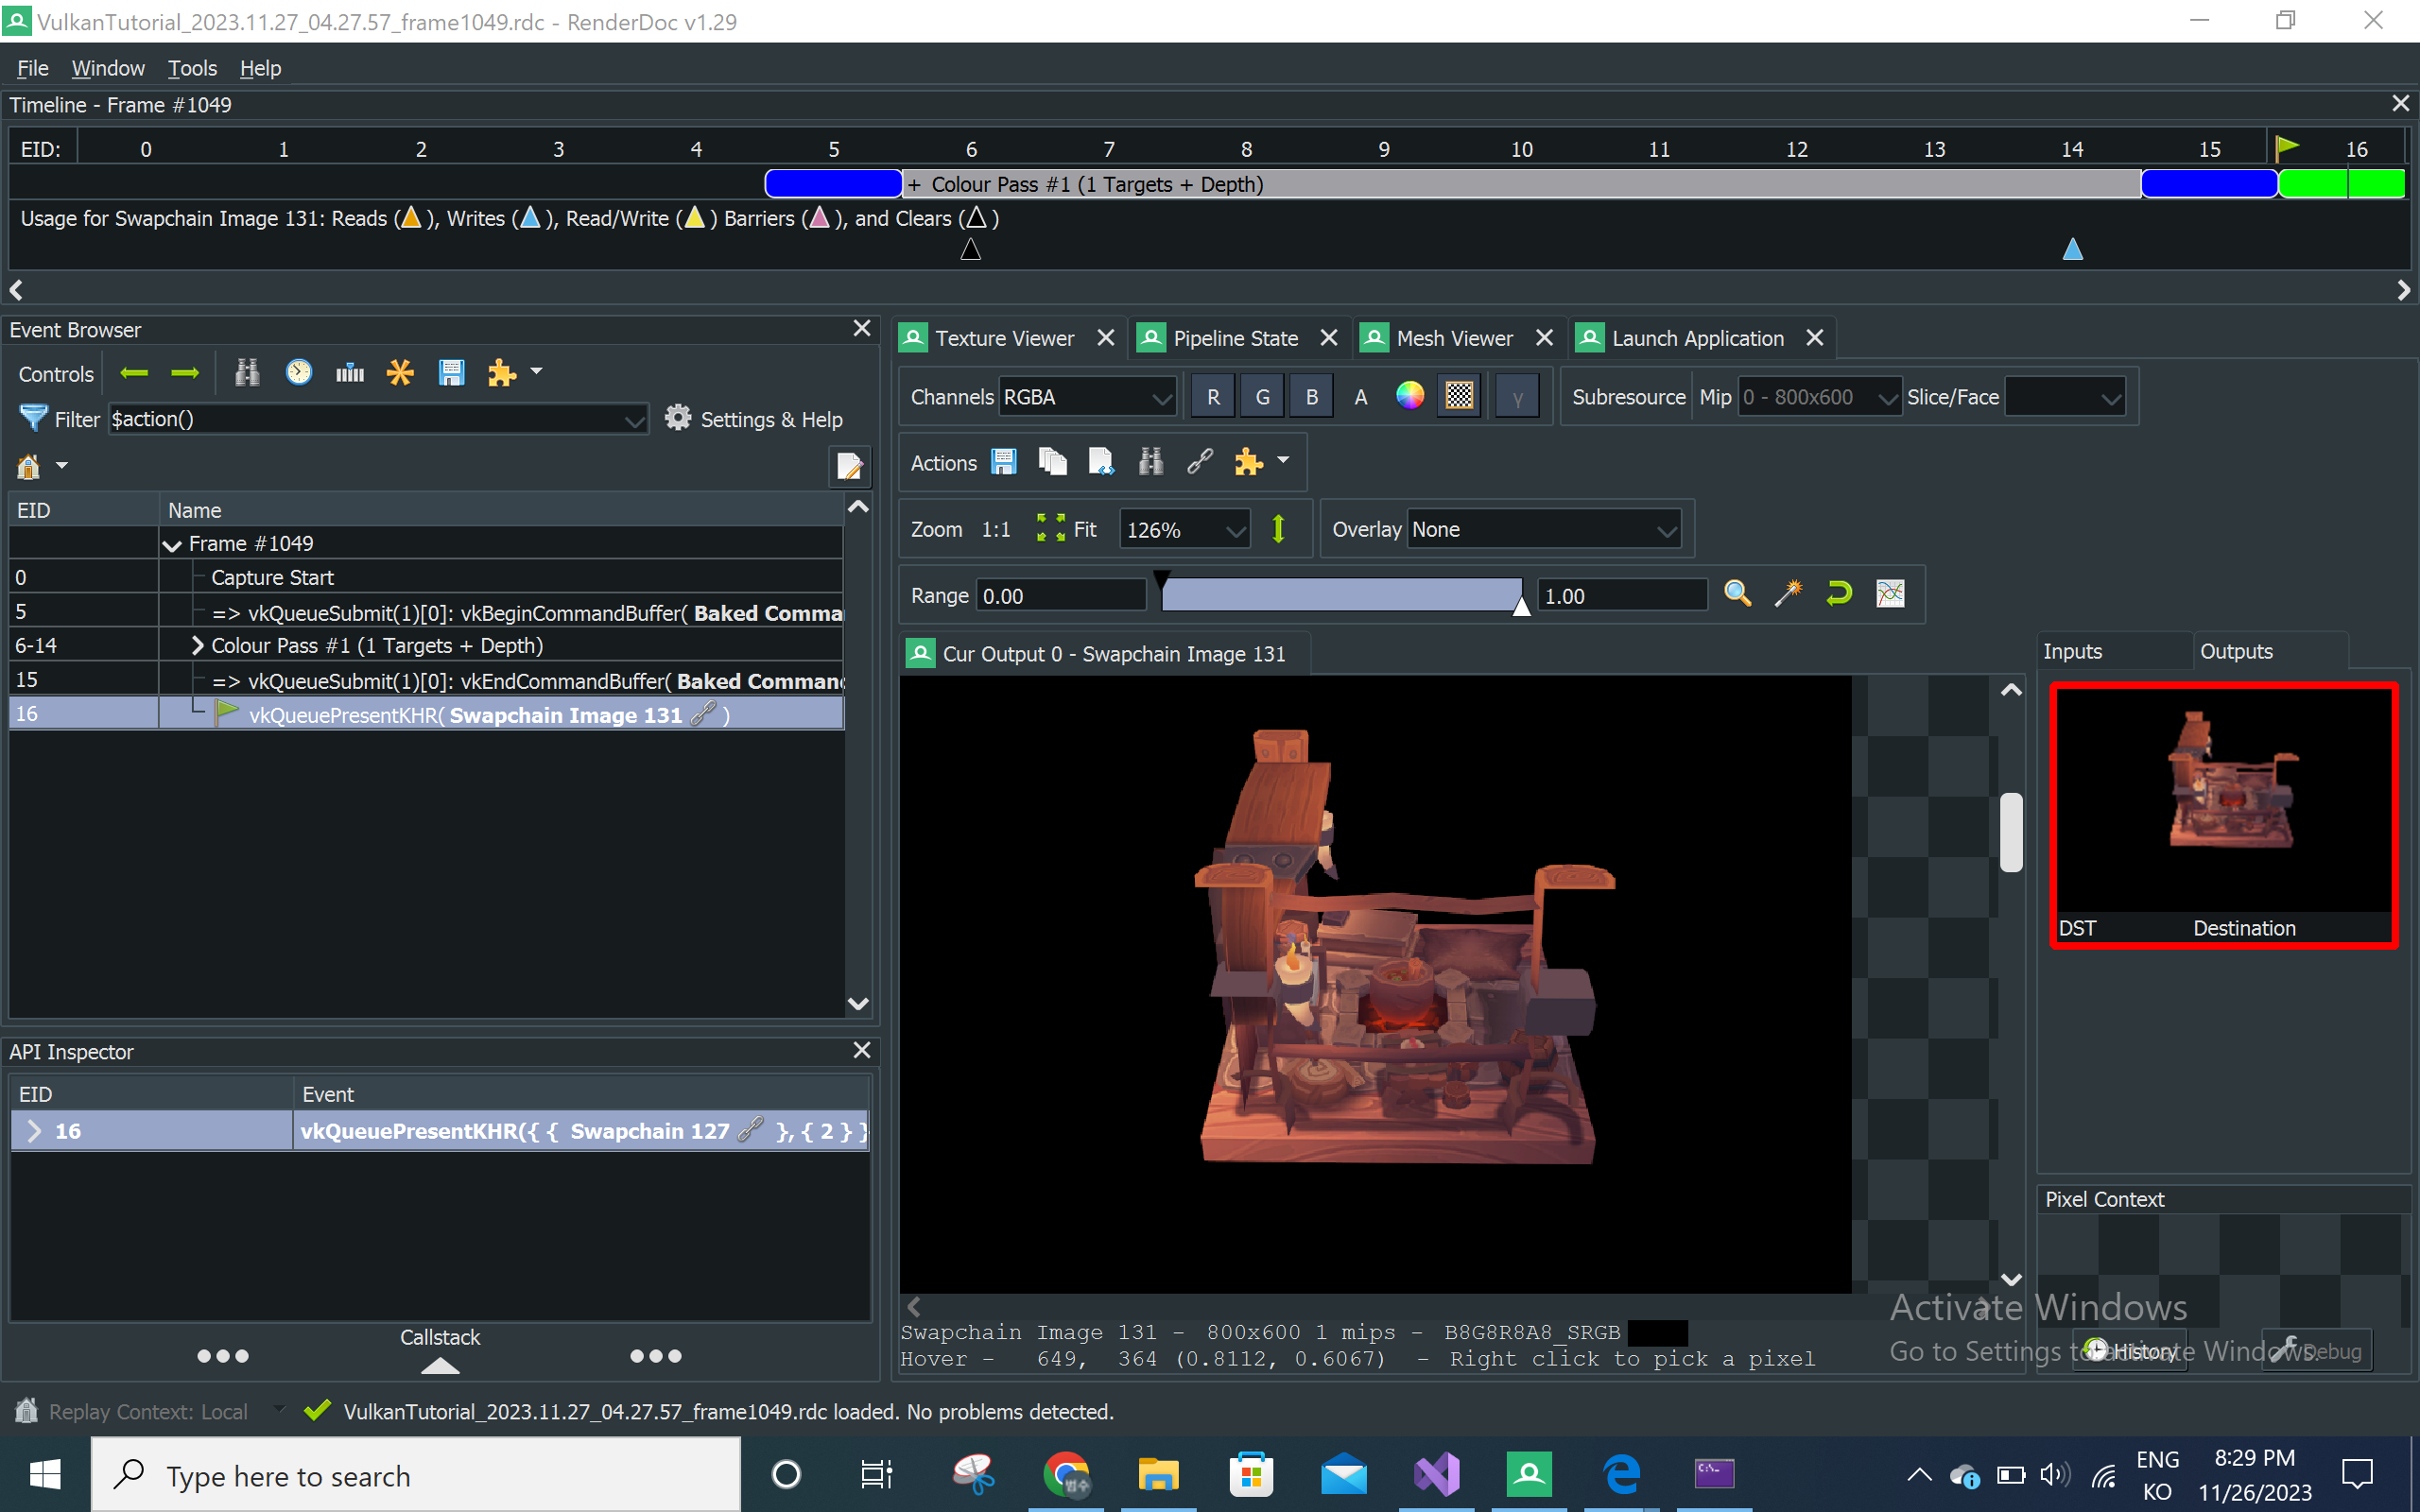 VulkanTutorial_2023.11.27_04.27.57_frame1049.rdc - RenderDoc v1.29
File Window Tools Help
Timeline - Frame #1049
EID: 0 1 2 3 4 5 6 7 8 9 10 11 12 13 14 15 16
+ Colour Pass #1 (1 Targets + Depth)
Usage for Swapchain Image 131: Reads ( ), Writes ( ), Read/Write ( ) Barriers ( ), and Clears ( )
Event Browser
Controls
Filter $action() Settings & Help
EID Name
Frame #1049
0 Capture Start
5 => vkQueueSubmit(1)[0]: vkBeginCommandBuffer( Baked Comma
6-14 Colour Pass #1 (1 Targets + Depth)
15 => vkQueueSubmit(1)[0]: vkEndCommandBuffer( Baked Comman
16 vkQueuePresentKHR( Swapchain Image 131 )
API Inspector
EID Event
16 vkQueuePresentKHR({ { Swapchain 127 }, { 2 } }
Callstack
Texture Viewer Pipeline State Mesh Viewer Launch Application
Channels RGBA R G B A γ Subresource Mip 0 - 800x600 Slice/Face
Actions
Zoom 1:1 Fit 126% Overlay None
Range 0.00 1.00
Cur Output 0 - Swapchain Image 131
Inputs Outputs
DST Destination
Pixel Context
Activate Windows
Go to Settings to activate Windows.
History Debug
Swapchain Image 131 - 800x600 1 mips - B8G8R8A8_SRGB
Hover - 649, 364 (0.8112, 0.6067) - Right click to pick a pixel
Replay Context: Local VulkanTutorial_2023.11.27_04.27.57_frame1049.rdc loaded. No problems detected.
Type here to search
ENG
KO
8:29 PM
11/26/2023